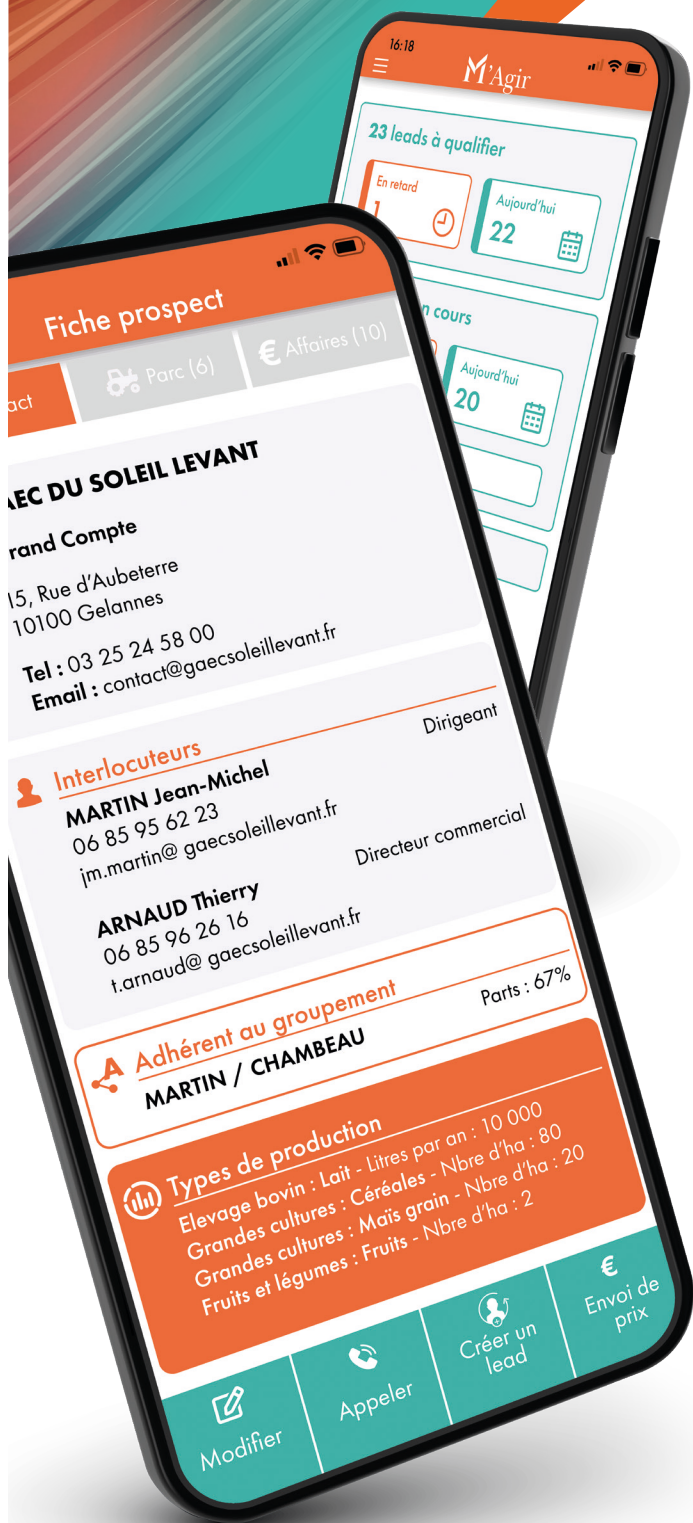 16:18
M'Agir
23 leads à qualifier
En retard
1
Aujourd'hui
22
n cours
Aujourd'hui
20
Fiche prospect
act
Parc (6)
€ Affaires (10)
AEC DU SOLEIL LEVANT
rand Compte
15, Rue d'Aubeterre
10100 Gelannes
Tel : 03 25 24 58 00
Email : contact@gaecsoleillevant.fr
Interlocuteurs
Dirigeant
MARTIN Jean-Michel
06 85 95 62 23
jm.martin@ gaecsoleillevant.fr
Directeur commercial
ARNAUD Thierry
06 85 96 26 16
t.arnaud@ gaecsoleillevant.fr
A Adhérent au groupement
Parts : 67%
MARTIN / CHAMBEAU
Types de production
Elevage bovin : Lait - Litres par an : 10 000
Grandes cultures : Céréales - Nbre d'ha : 80
Grandes cultures : Maïs grain - Nbre d'ha : 20
Fruits et légumes : Fruits - Nbre d'ha : 2
Modifier
Appeler
Créer un
lead
€
Envoi de
prix